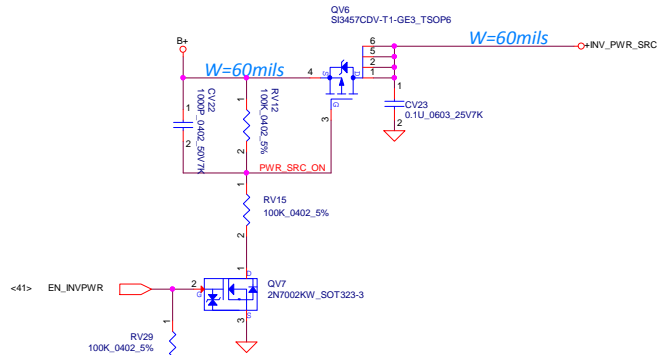 QV6
SI3457CDV-T1-GE3_TSOP6
B+
W=60mils
W=60mils
+INV_PWR_SRC
4
S
D
6
5
2
1
G
3
CV22
1000P_0402_50V7K
1
2
RV12
100K_0402_5%
1
2
1
CV23
0.1U_0603_25V7K
2
PWR_SRC_ON
1
RV15
100K_0402_5%
2
1
D
QV7
2N7002KW_SOT323-3
<41>
EN_INVPWR
2
G
S
3
1
RV29
100K_0402_5%